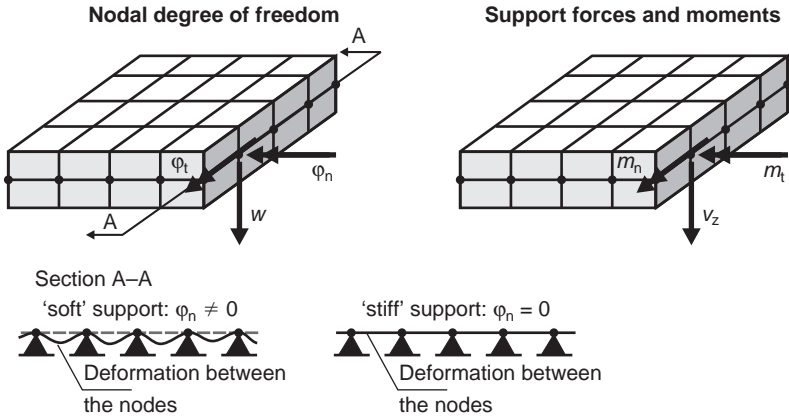 Nodal degree of freedom
Support forces and moments
A
φt
φn
A
w
mn
mt
vz
Section A–A
‘soft’ support: φn ≠ 0
‘stiff’ support: φn = 0
Deformation between
the nodes
Deformation between
the nodes